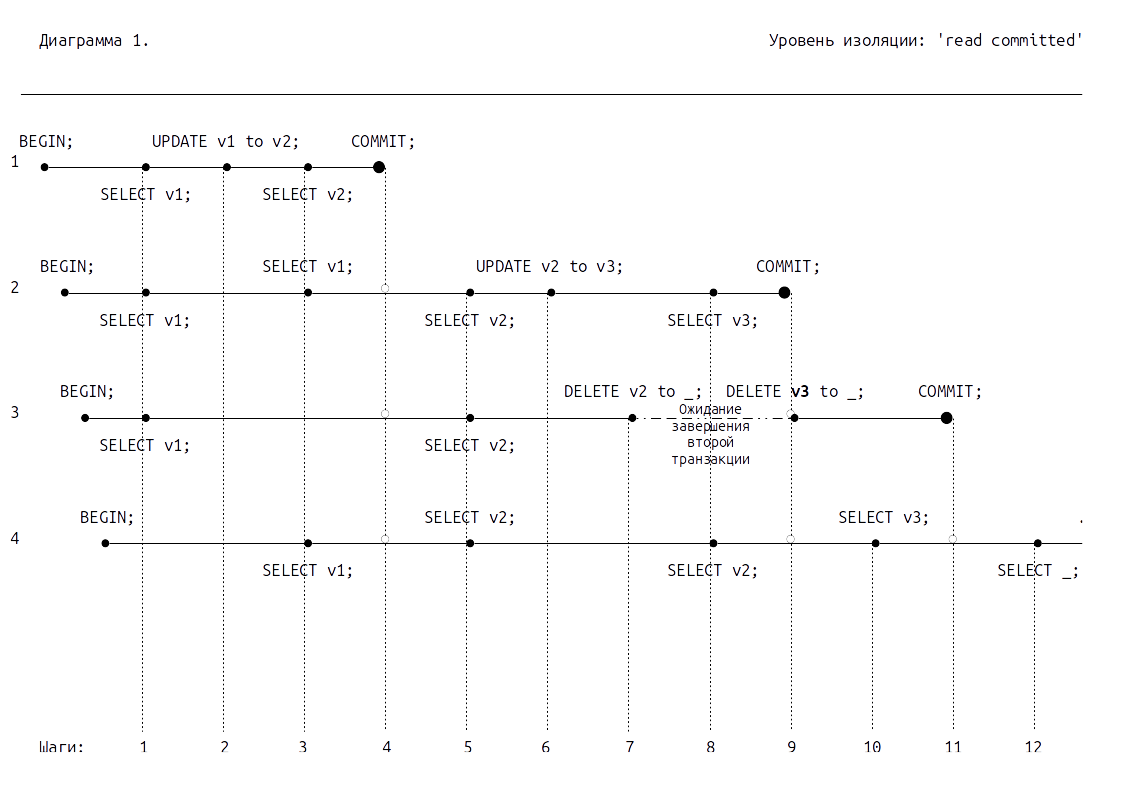 Диаграмма 1.
Уровень изоляции: 'read committed'
BEGIN;
UPDATE v1 to v2;
COMMIT;
1
SELECT v1;
SELECT v2;
BEGIN;
SELECT v1;
UPDATE v2 to v3;
COMMIT;
2
SELECT v1;
SELECT v2;
SELECT v3;
BEGIN;
DELETE v2 to _;
DELETE v3 to _;
COMMIT;
3
Ожидание
завершения
второй
транзакции
SELECT v1;
SELECT v2;
BEGIN;
SELECT v2;
SELECT v3;
.
4
SELECT v1;
SELECT v2;
SELECT _;
Шаги: 1 2 3 4 5 6 7 8 9 10 11 12